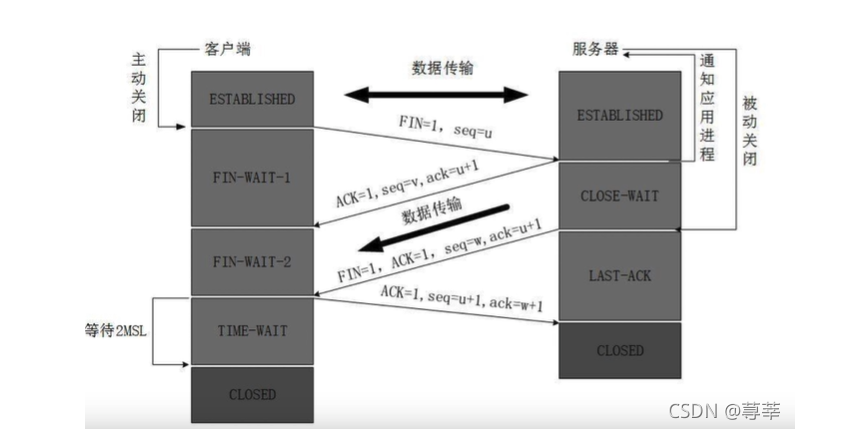 客户端
服务器
主动关闭
数据传输
通知应用进程
被动关闭
ESTABLISHED
ESTABLISHED
FIN=1, seq=u
FIN-WAIT-1
ACK=1,seq=v,ack=u+1
CLOSE-WAIT
数据传输
FIN-WAIT-2
FIN=1, ACK=1, seq=w,ack=u+1
LAST-ACK
ACK=1,seq=u+1,ack=w+1
等待2MSL
TIME-WAIT
CLOSED
CLOSED
CSDN @荨莘